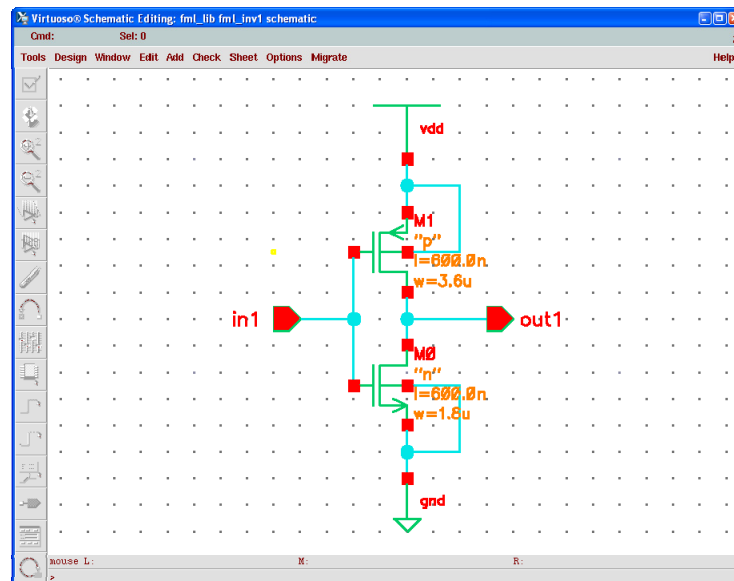 Virtuoso® Schematic Editing: fml_lib fml_inv1 schematic
Cmd: Sel: 0
Tools Design Window Edit Add Check Sheet Options Migrate Help
vdd
M1
"p"
l=600.0n
w=3.6u
in1
out1
M0
"n"
l=600.0n
w=1.8u
gnd
mouse L: M: R:
>